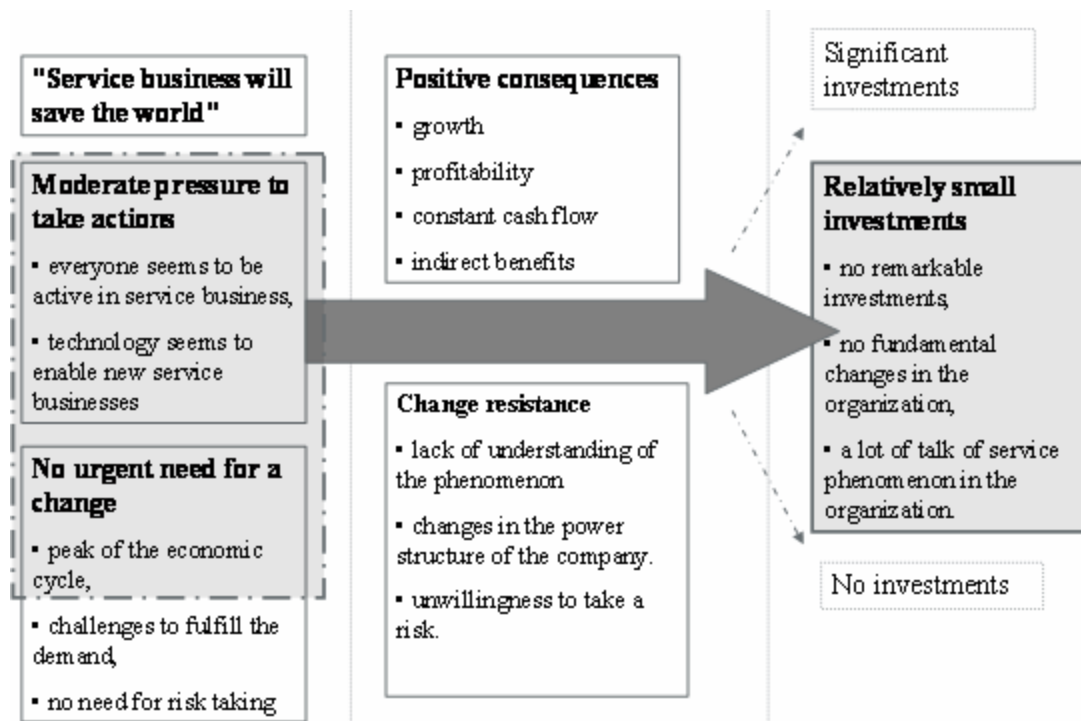 "Service business will
save the world"
Moderate pressure to
take actions
▪ everyone seems to be
active in service business,
▪ technology seems to
enable new service
businesses
No urgent need for a
change
▪ peak of the economic
cycle,
▪ challenges to fulfill the
demand,
▪ no need for risk taking
Positive consequences
▪ growth
▪ profitability
▪ constant cash flow
▪ indirect benefits
Change resistance
▪ lack of understanding of
the phenomenon
▪ changes in the power
structure of the company.
▪ unwillingness to take a
risk.
Significant
investments
Relatively small
investments
▪ no remarkable
investments,
▪ no fundamental
changes in the
organization,
▪ a lot of talk of service
phenomenon in the
organization.
No investments